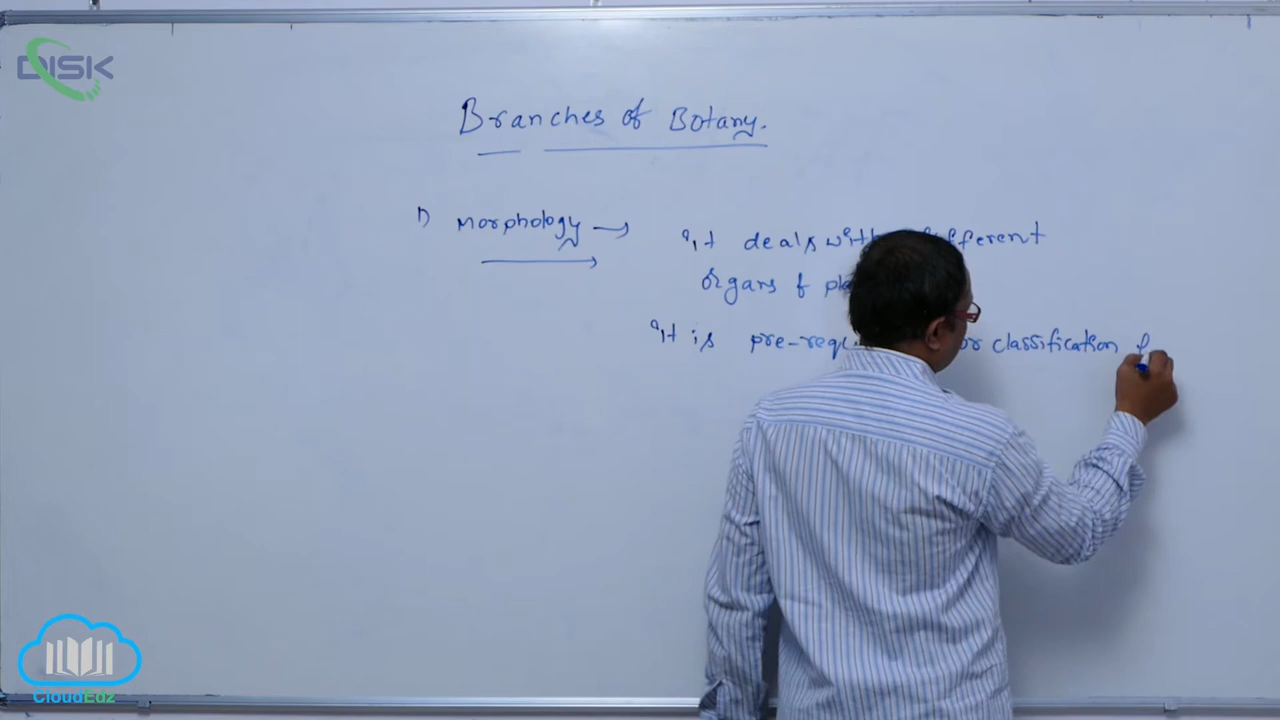 DISK
Branches of Botany.
1) Morphology →
It deals with different
organs of
It is pre-requ or classification of
CloudEdz